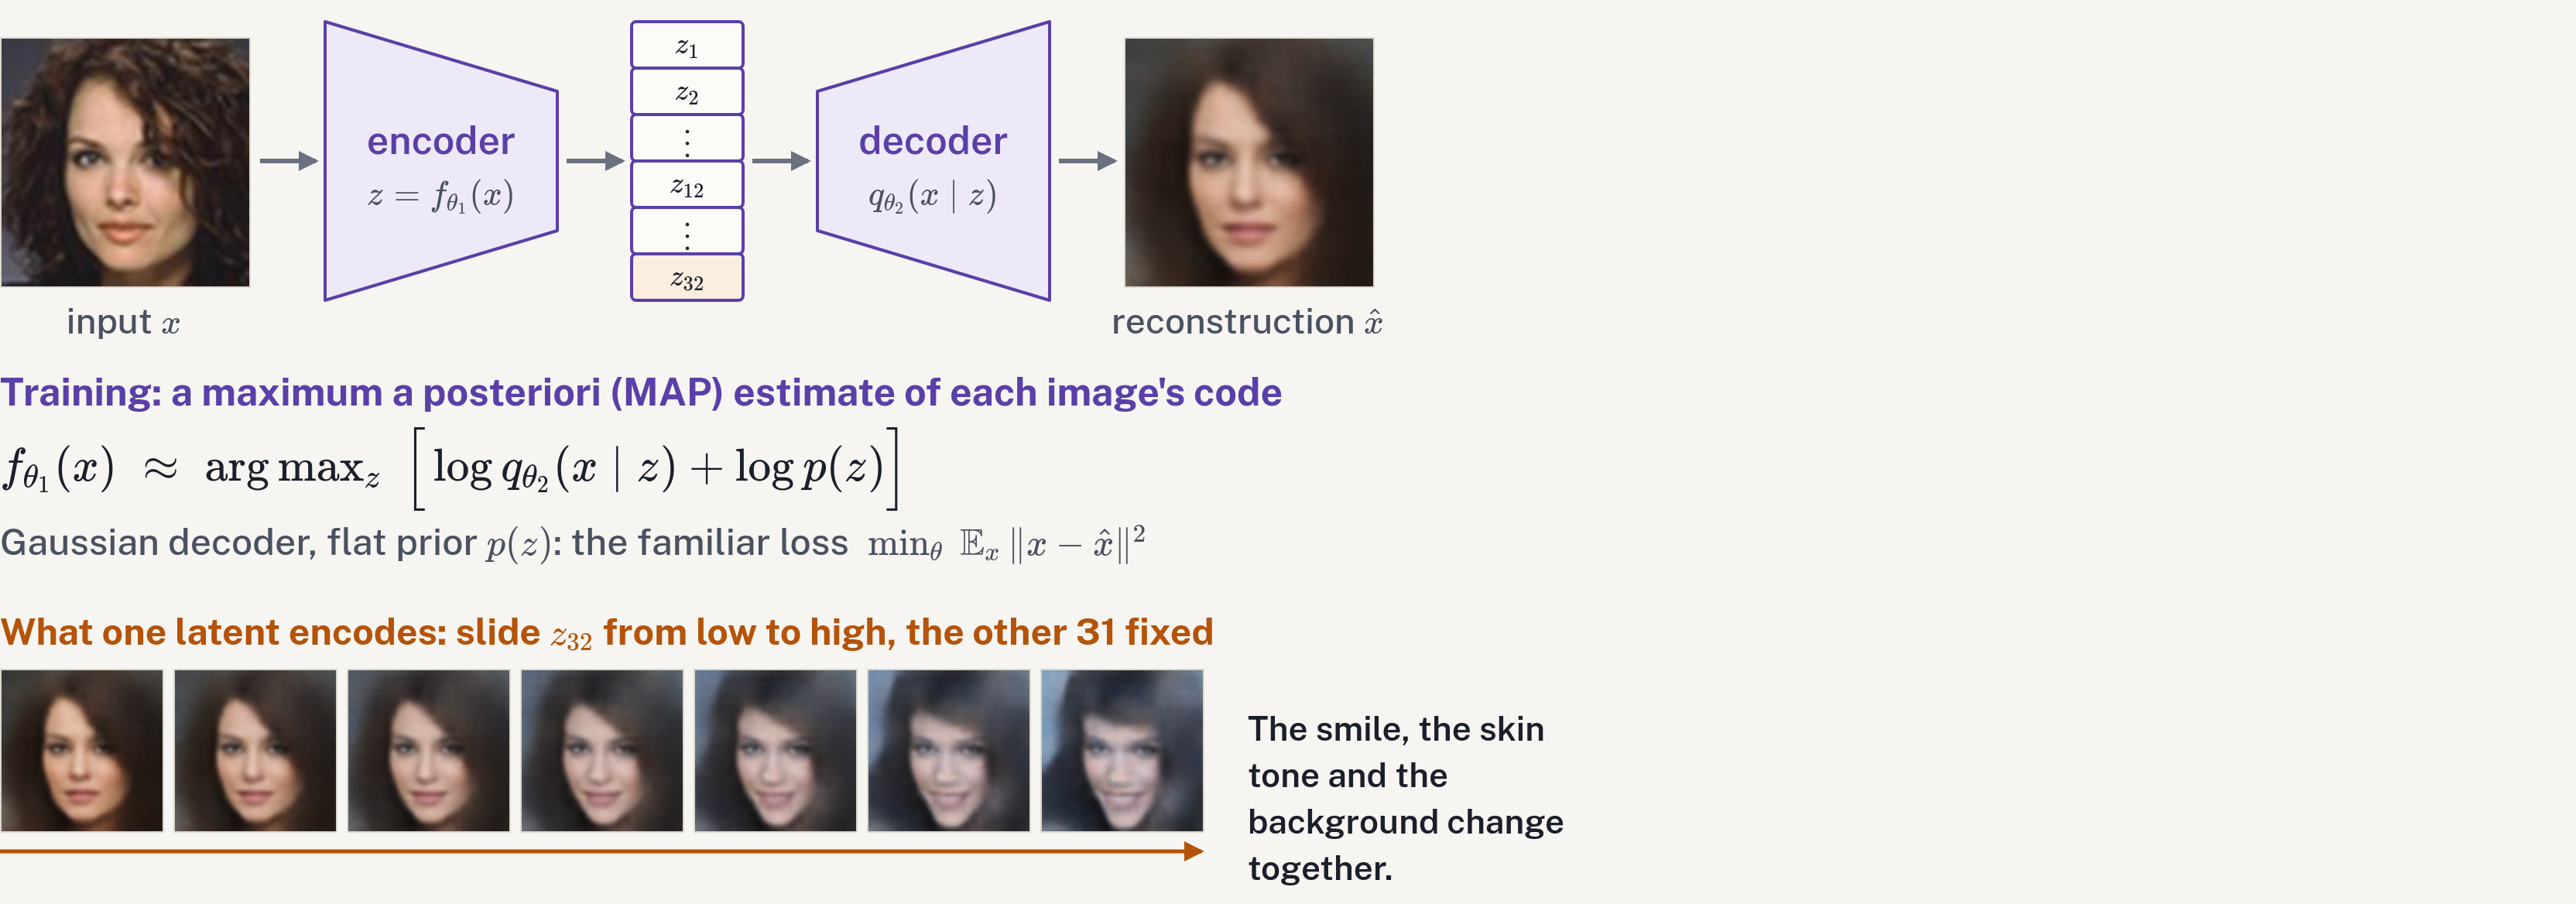 encoder
z = f_{θ_1}(x)
z_1
z_2
⋮
z_{12}
⋮
z_{32}
decoder
q_{θ_2}(x | z)
input x
reconstruction x̂
Training: a maximum a posteriori (MAP) estimate of each image's code
f_{θ_1}(x) ≈ arg max_z [log q_{θ_2}(x | z) + log p(z)]
Gaussian decoder, flat prior p(z): the familiar loss min_θ 𝔼_x ‖x − x̂‖²
What one latent encodes: slide z_{32} from low to high, the other 31 fixed
The smile, the skin
tone and the
background change
together.